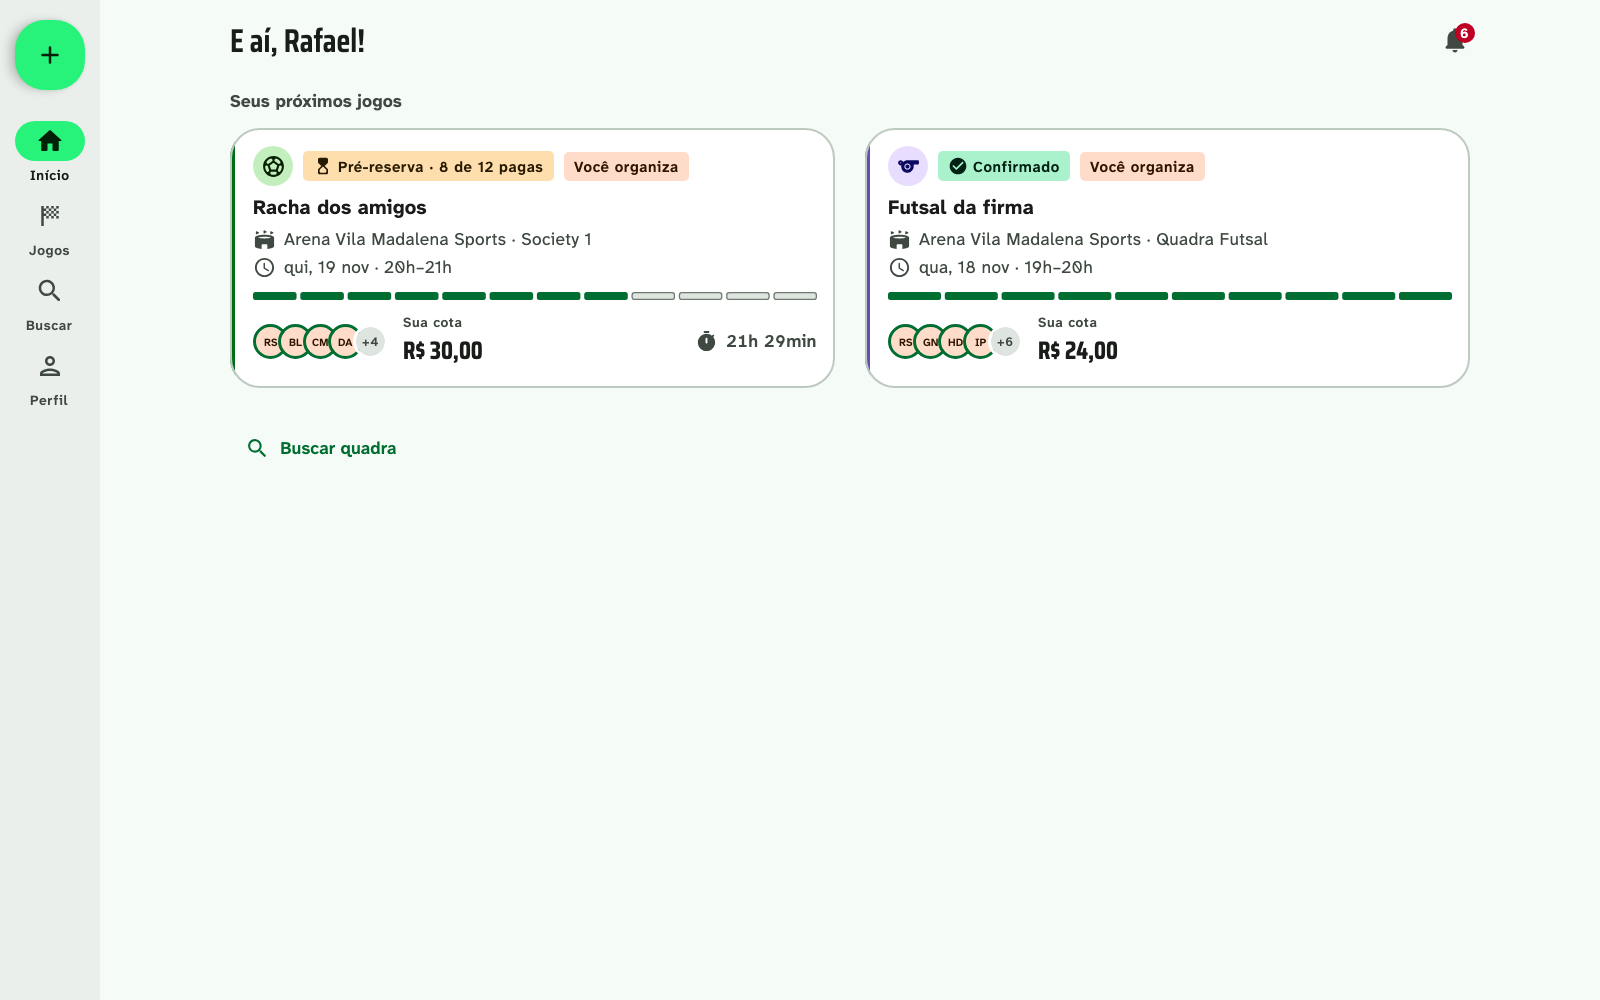 E aí, Rafael!
6
Início
Jogos
Buscar
Perfil
Seus próximos jogos
Pré-reserva · 8 de 12 pagas
Você organiza
Racha dos amigos
Arena Vila Madalena Sports · Society 1
qui, 19 nov · 20h–21h
RS BL CM DA +4
Sua cota
R$ 30,00
21h 29min
Confirmado
Você organiza
Futsal da firma
Arena Vila Madalena Sports · Quadra Futsal
qua, 18 nov · 19h–20h
RS GN HD IP +6
Sua cota
R$ 24,00
Buscar quadra